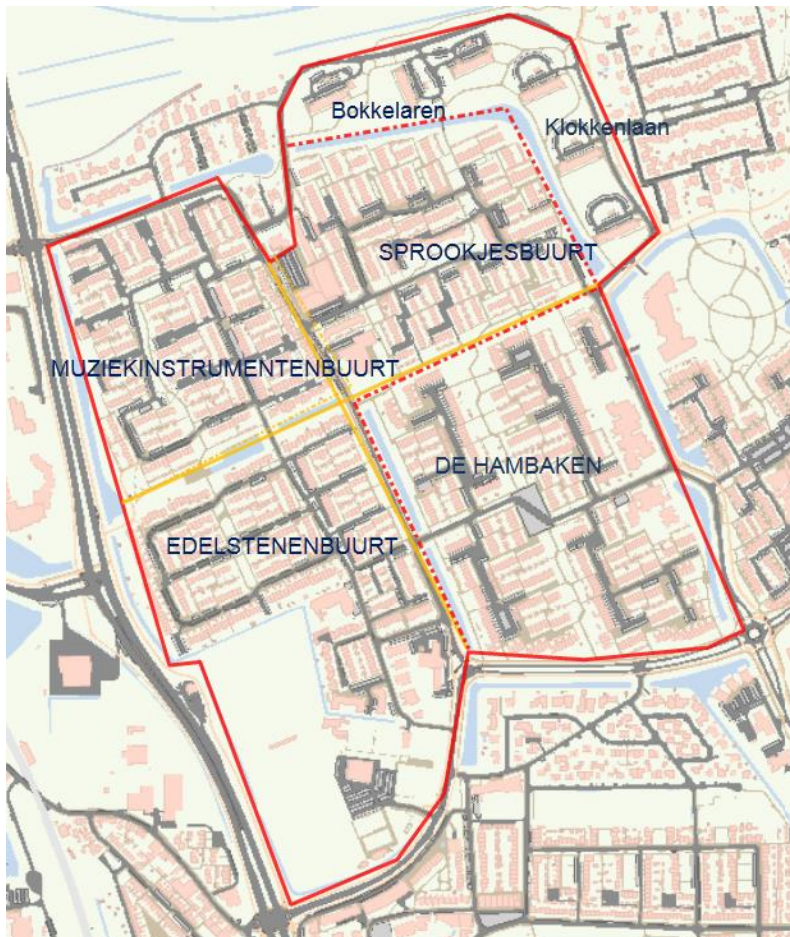 Bokkelaren
Klokkenlaan
SPROOKJESBUURT
MUZIEKINSTRUMENTENBUURT
DE HAMBAKEN
EDELSTENENBUURT